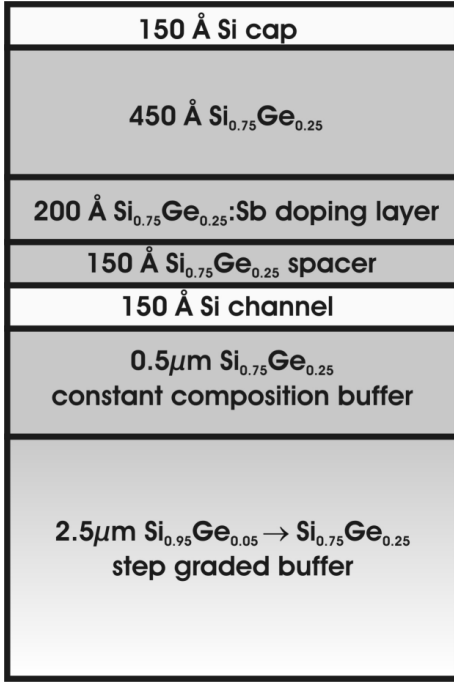 150 Å Si cap
450 Å Si₀.₇₅Ge₀.₂₅
200 Å Si₀.₇₅Ge₀.₂₅:Sb doping layer
150 Å Si₀.₇₅Ge₀.₂₅ spacer
150 Å Si channel
0.5μm Si₀.₇₅Ge₀.₂₅
constant composition buffer
2.5μm Si₀.₉₅Ge₀.₀₅ → Si₀.₇₅Ge₀.₂₅
step graded buffer